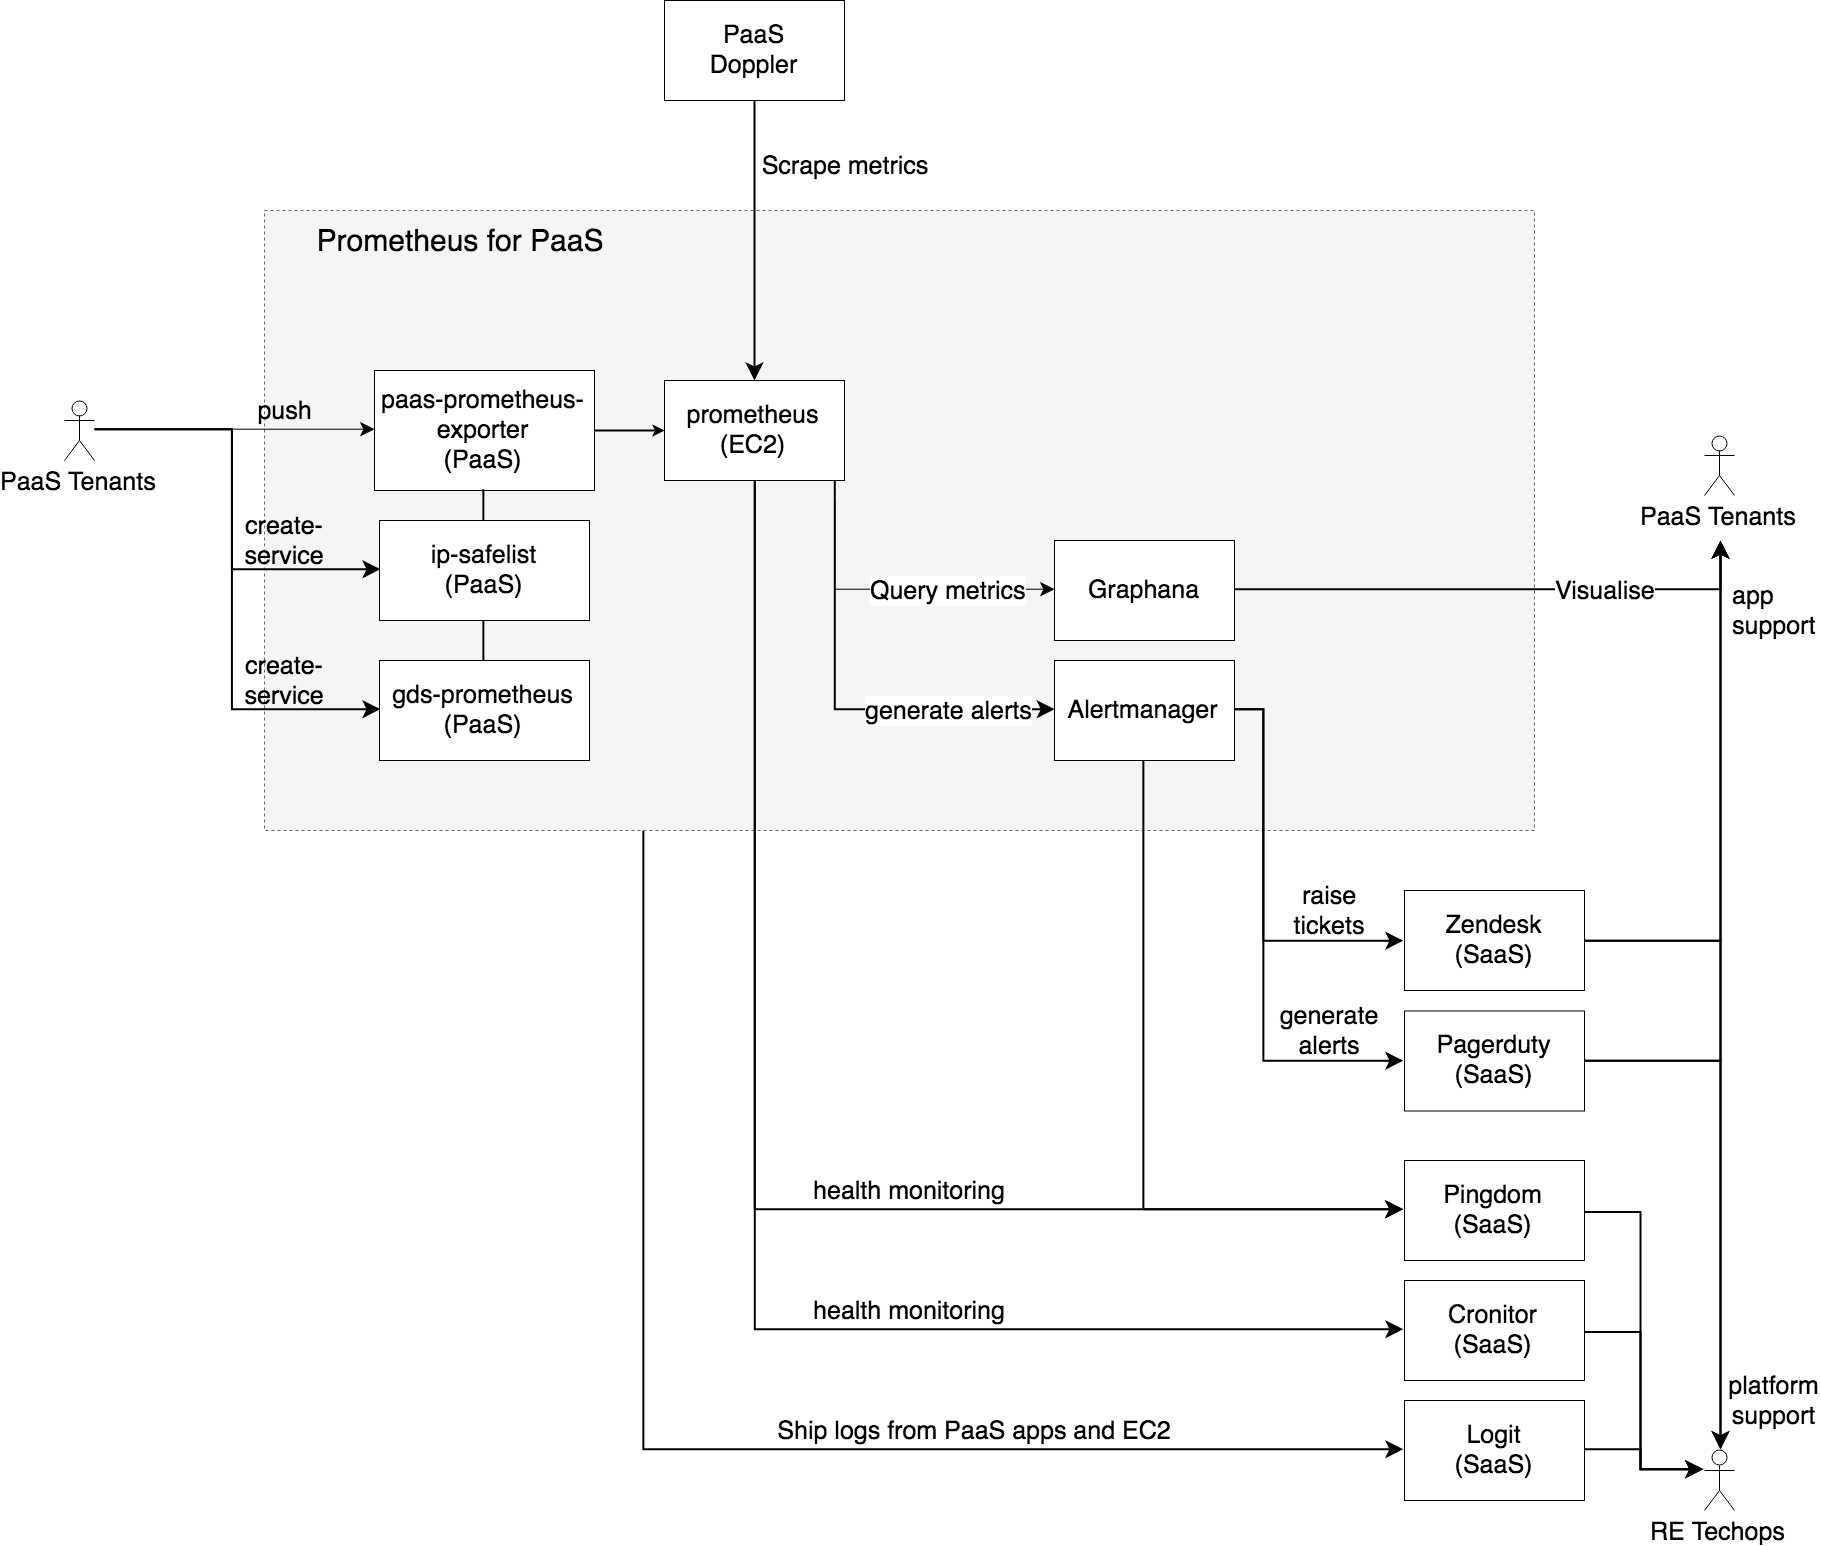 PaaS
Doppler
Scrape metrics
Prometheus for PaaS
push
paas-prometheus-
exporter
(PaaS)
prometheus
(EC2)
PaaS Tenants
create-
service
ip-safelist
(PaaS)
create-
service
gds-prometheus
(PaaS)
Query metrics
Graphana
Visualise
PaaS Tenants
app
support
generate alerts
Alertmanager
raise
tickets
Zendesk
(SaaS)
generate
alerts
Pagerduty
(SaaS)
health monitoring
Pingdom
(SaaS)
health monitoring
Cronitor
(SaaS)
Ship logs from PaaS apps and EC2
Logit
(SaaS)
platform
support
RE Techops